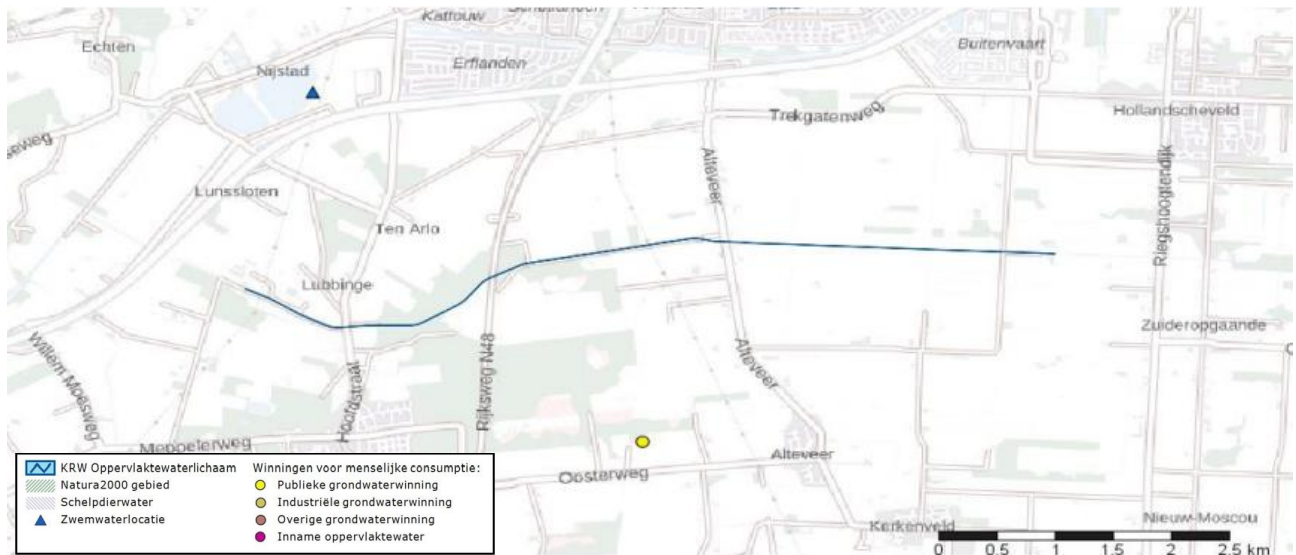 Echten
Kattouw
Zuid
Erflanden
Buitenvaart
Nijstad
Trekgatenweg
Hollandscheveld
Alteveer
Lunssloten
Ten Arlo
Riegshoogtendijk
Lubbinge
Zuideropgaande
Willem Moesweg
Hoofdstraat
Rijksweg N48
Alteveer
Meppelerweg
Oosterweg
Alteveer
Kerkenveld
Nieuw-Moscou
KRW Oppervlaktewaterlichaam
Natura2000 gebied
Schelpdierwater
Zwemwaterlocatie
Winningen voor menselijke consumptie:
Publieke grondwaterwinning
Industriële grondwaterwinning
Overige grondwaterwinning
Inname oppervlaktewater
0 0.5 1 1.5 2 2.5 km